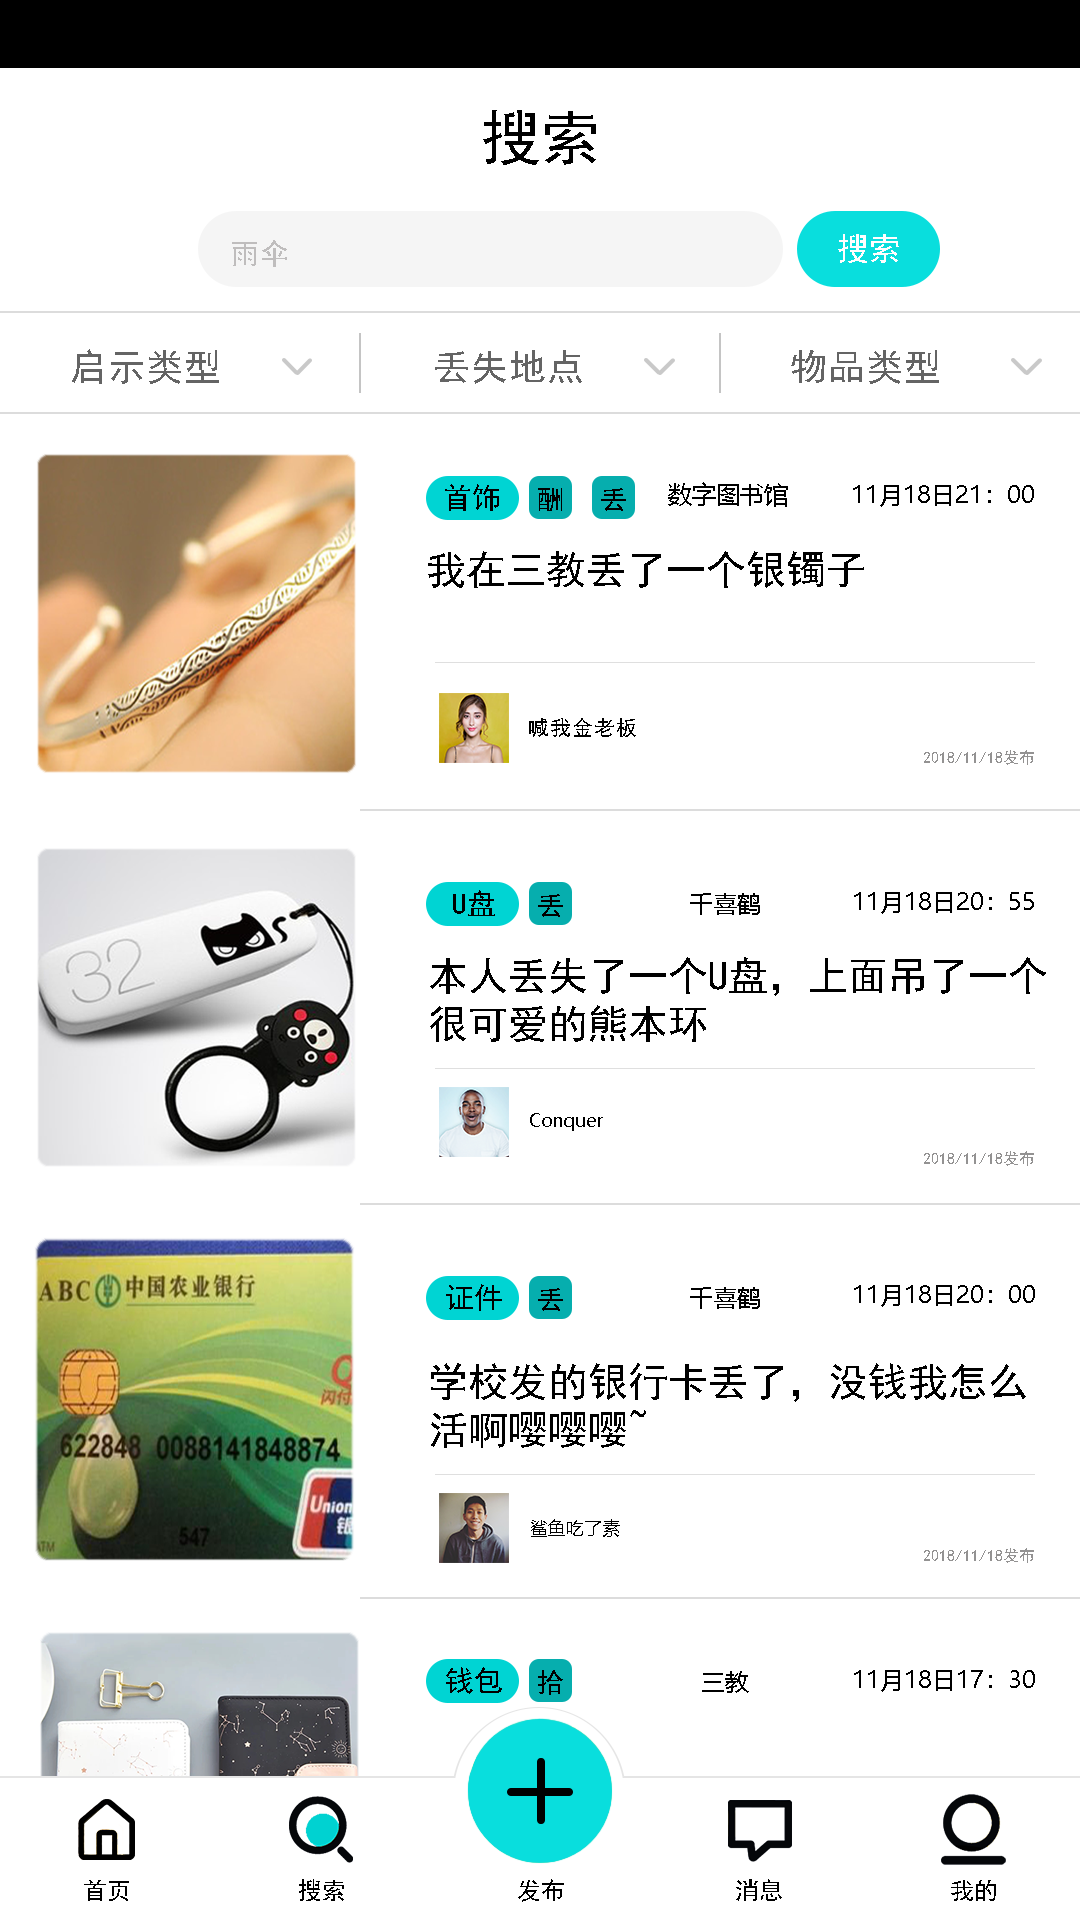 搜索
雨伞
搜索
启示类型
丢失地点
物品类型
首饰 酬 丢 数字图书馆 11月18日21：00
我在三教丢了一个银镯子
喊我金老板
2018/11/18发布
32
U盘 丢 千喜鹤 11月18日20：55
本人丢失了一个U盘，上面吊了一个
很可爱的熊本环
Conquer
2018/11/18发布
ABC 中国农业银行
闪付
622848 0088141848874
547
Union
银
证件 丢 千喜鹤 11月18日20：00
学校发的银行卡丢了，没钱我怎么
活啊嘤嘤嘤~
鲨鱼吃了素
2018/11/18发布
钱包 拾 三教 11月18日17：30
首页
搜索
发布
消息
我的